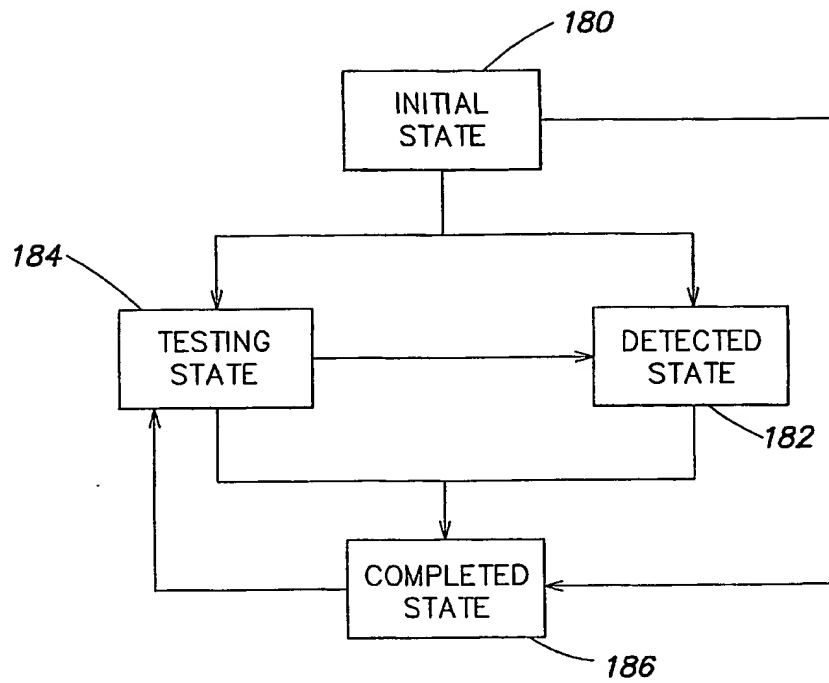 180
INITIAL
STATE
184
TESTING
STATE
DETECTED
STATE
182
COMPLETED
STATE
186